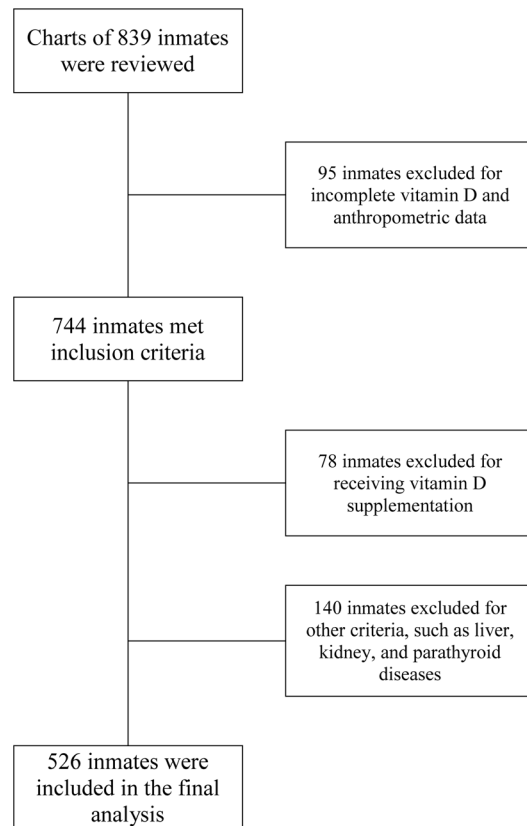 Charts of 839 inmates
were reviewed
95 inmates excluded for
incomplete vitamin D and
anthropometric data
744 inmates met
inclusion criteria
78 inmates excluded for
receiving vitamin D
supplementation
140 inmates excluded for
other criteria, such as liver,
kidney, and parathyroid
diseases
526 inmates were
included in the final
analysis